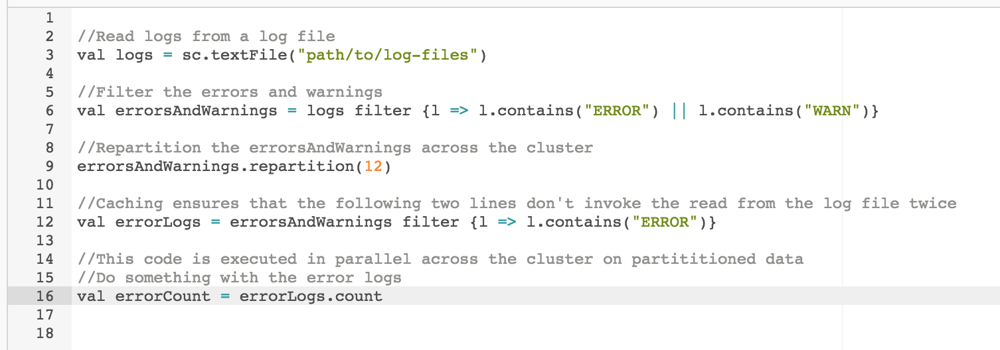 1
2 //Read logs from a log file
3 val logs = sc.textFile("path/to/log-files")
4
5 //Filter the errors and warnings
6 val errorsAndWarnings = logs filter {l => l.contains("ERROR") || l.contains("WARN")}
7
8 //Repartition the errorsAndWarnings across the cluster
9 errorsAndWarnings.repartition(12)
10
11 //Caching ensures that the following two lines don't invoke the read from the log file twice
12 val errorLogs = errorsAndWarnings filter {l => l.contains("ERROR")}
13
14 //This code is executed in parallel across the cluster on partititioned data
15 //Do something with the error logs
16 val errorCount = errorLogs.count
17
18